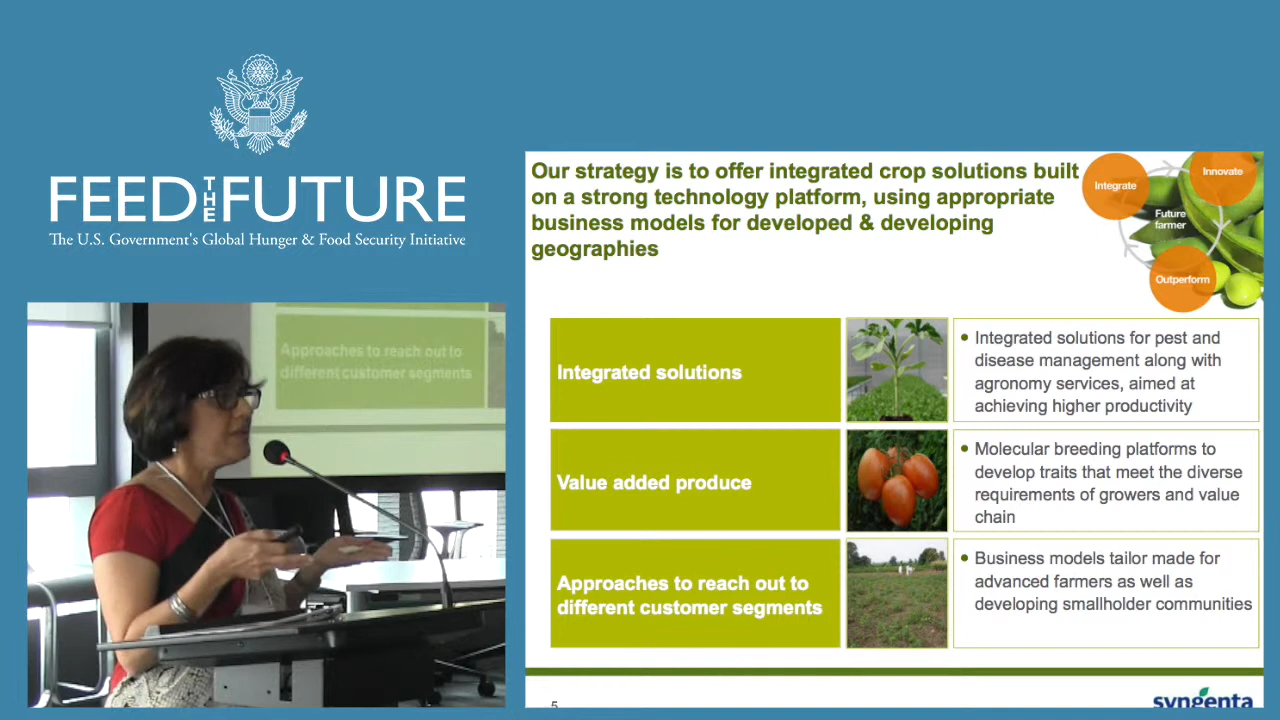 FEED THE FUTURE
The U.S. Government's Global Hunger & Food Security Initiative
Approaches to reach out to
different customer segments
Our strategy is to offer integrated crop solutions built
on a strong technology platform, using appropriate
business models for developed & developing
geographies
Integrate
Innovate
Future
farmer
Outperform
Integrated solutions
• Integrated solutions for pest and
disease management along with
agronomy services, aimed at
achieving higher productivity
Value added produce
• Molecular breeding platforms to
develop traits that meet the diverse
requirements of growers and value
chain
Approaches to reach out to
different customer segments
• Business models tailor made for
advanced farmers as well as
developing smallholder communities
5
syngenta